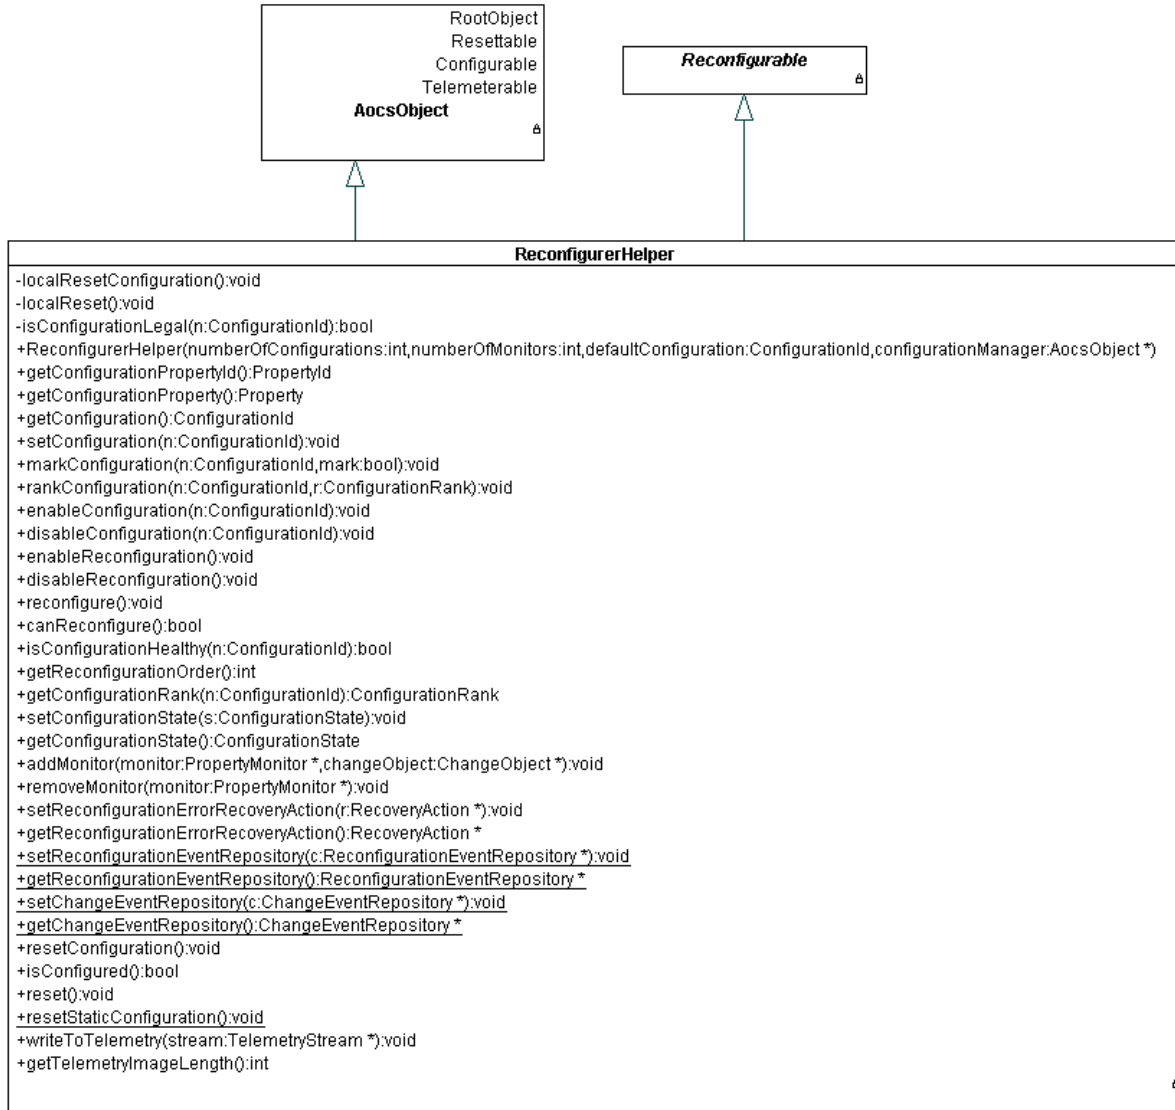 RootObject
Resettable
Configurable
Telemeterable
AocsObject
Reconfigurable
ReconfigurerHelper
-localResetConfiguration():void
-localReset():void
-isConfigurationLegal(n:ConfigurationId):bool
+ReconfigurerHelper(numberOfConfigurations:int,numberOfMonitors:int,defaultConfiguration:ConfigurationId,configurationManager:AocsObject *)
+getConfigurationPropertyId():PropertyId
+getConfigurationProperty():Property
+getConfiguration():ConfigurationId
+setConfiguration(n:ConfigurationId):void
+markConfiguration(n:ConfigurationId,mark:bool):void
+rankConfiguration(n:ConfigurationId,r:ConfigurationRank):void
+enableConfiguration(n:ConfigurationId):void
+disableConfiguration(n:ConfigurationId):void
+enableReconfiguration():void
+disableReconfiguration():void
+reconfigure():void
+canReconfigure():bool
+isConfigurationHealthy(n:ConfigurationId):bool
+getReconfigurationOrder():int
+getConfigurationRank(n:ConfigurationId):ConfigurationRank
+setConfigurationState(s:ConfigurationState):void
+getConfigurationState():ConfigurationState
+addMonitor(monitor:PropertyMonitor *,changeObject:ChangeObject *):void
+removeMonitor(monitor:PropertyMonitor *):void
+setReconfigurationErrorRecoveryAction(r:RecoveryAction *):void
+getReconfigurationErrorRecoveryAction():RecoveryAction *
+setReconfigurationEventRepository(c:ReconfigurationEventRepository *):void
+getReconfigurationEventRepository():ReconfigurationEventRepository *
+setChangeEventRepository(c:ChangeEventRepository *):void
+getChangeEventRepository():ChangeEventRepository *
+resetConfiguration():void
+isConfigured():bool
+reset():void
+resetStaticConfiguration():void
+writeToTelemetry(stream:TelemetryStream *):void
+getTelemetryImageLength():int